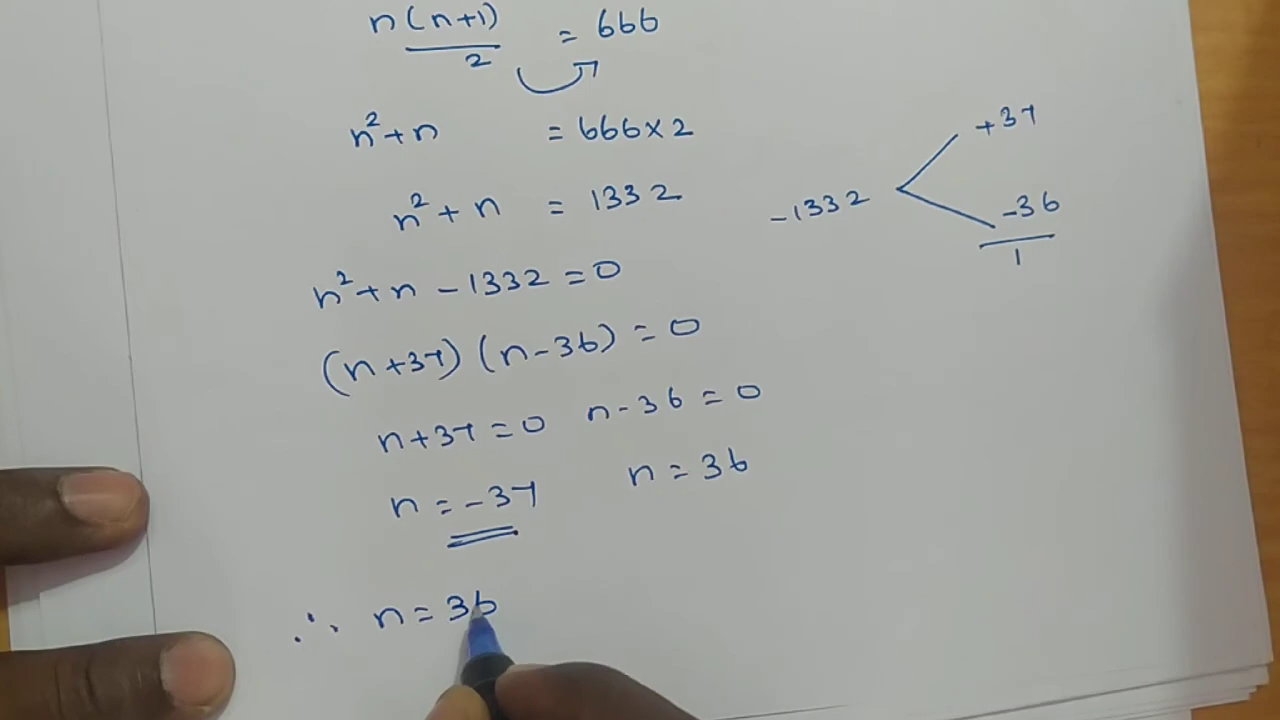 n(n+1)/2 = 666
n²+n = 666×2
n²+n = 1332
n²+n-1332=0
(n+37)(n-36)=0
n+37=0 n-36=0
n=-37 n=36
∴ n=36
-1332
+37
-36
1